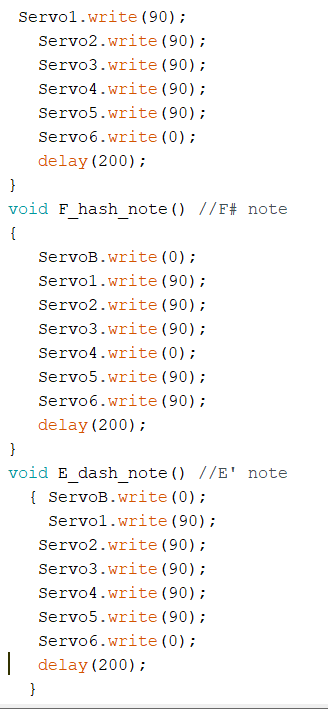 Servo1.write(90);
Servo2.write(90);
Servo3.write(90);
Servo4.write(90);
Servo5.write(90);
Servo6.write(0);
delay(200);
}
void F_hash_note() //F# note
{
ServoB.write(0);
Servo1.write(90);
Servo2.write(90);
Servo3.write(90);
Servo4.write(0);
Servo5.write(90);
Servo6.write(90);
delay(200);
}
void E_dash_note() //E' note
{ ServoB.write(0);
Servo1.write(90);
Servo2.write(90);
Servo3.write(90);
Servo4.write(90);
Servo5.write(90);
Servo6.write(0);
delay(200);
}